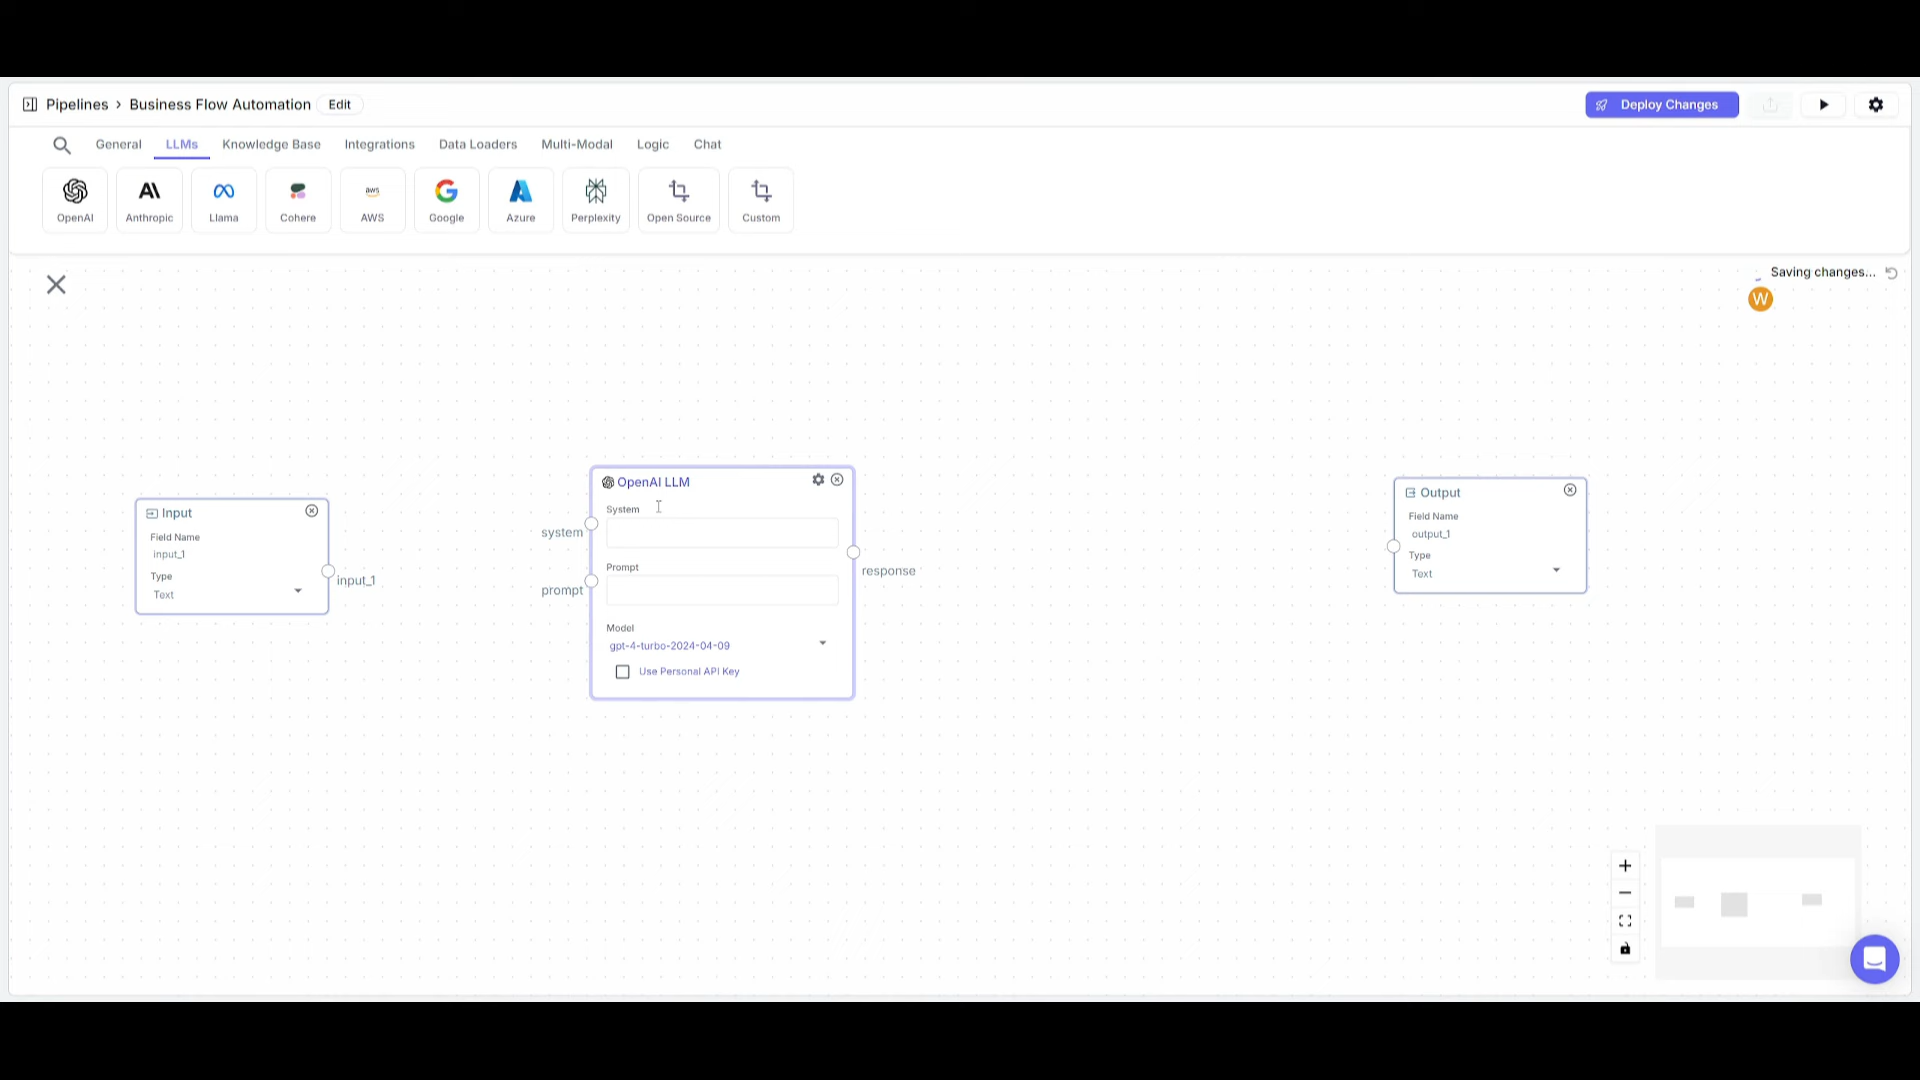 Pipelines > Business Flow Automation Edit
Deploy Changes
General LLMs Knowledge Base Integrations Data Loaders Multi-Modal Logic Chat
OpenAI Anthropic Llama Cohere AWS Google Azure Perplexity Open Source Custom
Saving changes...
W
Input
Field Name
input_1
Type
Text
input_1
OpenAI LLM
System
system
Prompt
prompt
Model
gpt-4-turbo-2024-04-09
Use Personal API Key
response
Output
Field Name
output_1
Type
Text